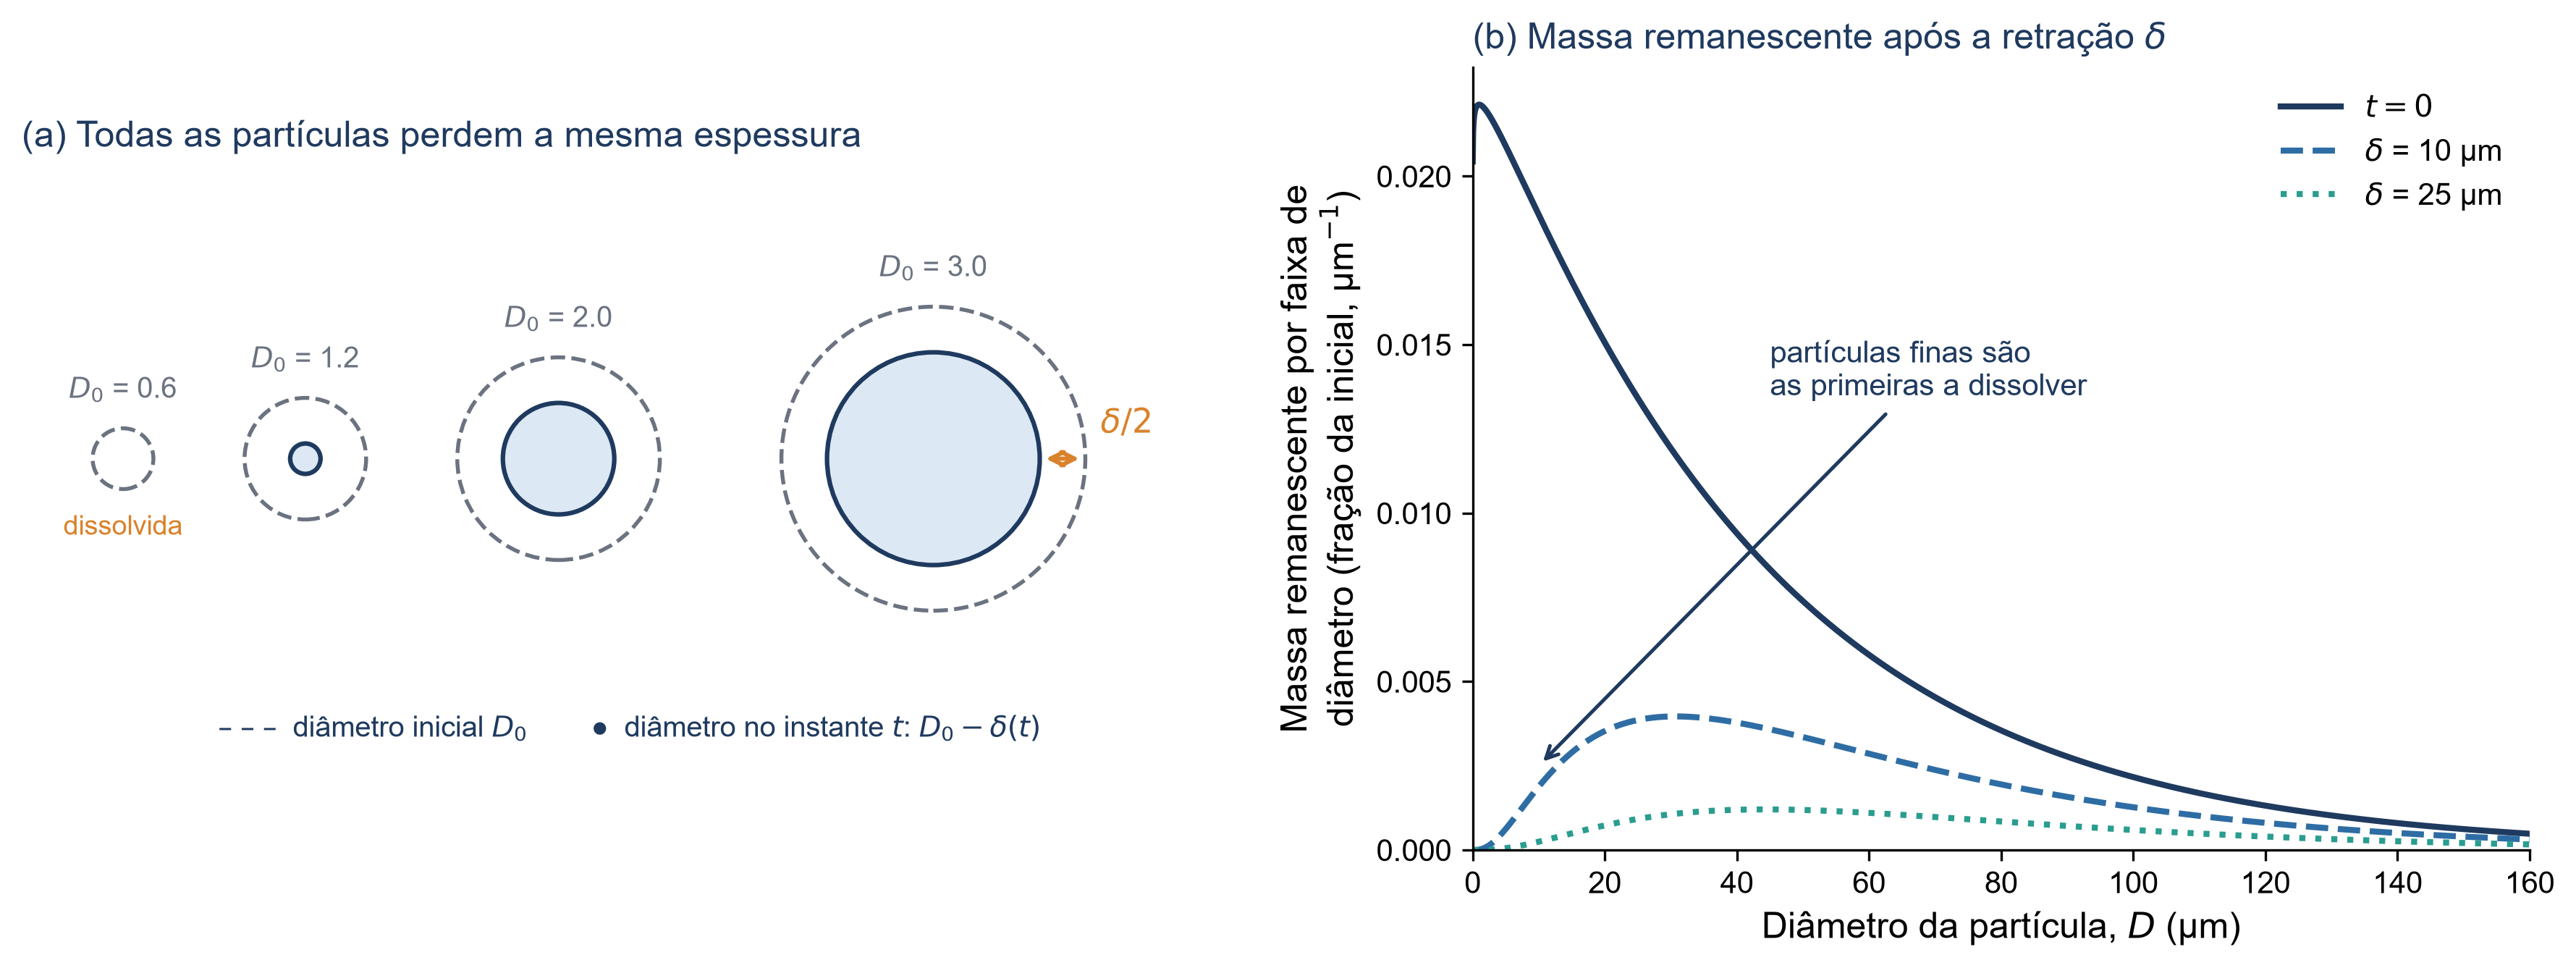 (a) Todas as partículas perdem a mesma espessura
D₀ = 0.6
D₀ = 1.2
D₀ = 2.0
D₀ = 3.0
δ/2
dissolvida
diâmetro inicial D₀
diâmetro no instante t: D₀ − δ(t)
(b) Massa remanescente após a retração δ
t = 0
δ = 10 µm
δ = 25 µm
partículas finas são
as primeiras a dissolver
Massa remanescente por faixa de
diâmetro (fração da inicial, µm⁻¹)
0.020
0.015
0.010
0.005
0.000
0 20 40 60 80 100 120 140 160
Diâmetro da partícula, D (µm)